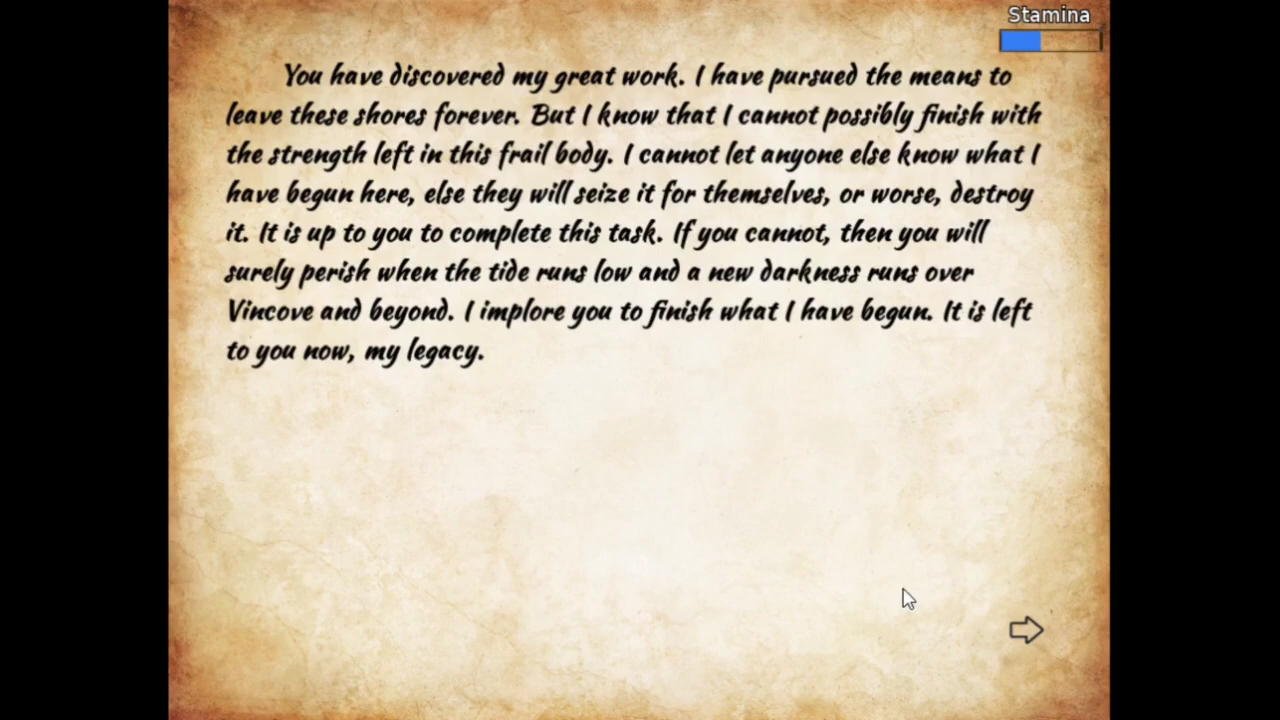 Stamina
You have discovered my great work. I have pursued the means to
leave these shores forever. But I know that I cannot possibly finish with
the strength left in this frail body. I cannot let anyone else know what I
have begun here, else they will seize it for themselves, or worse, destroy
it. It is up to you to complete this task. If you cannot, then you will
surely perish when the tide runs low and a new darkness runs over
Vincove and beyond. I implore you to finish what I have begun. It is left
to you now, my legacy.